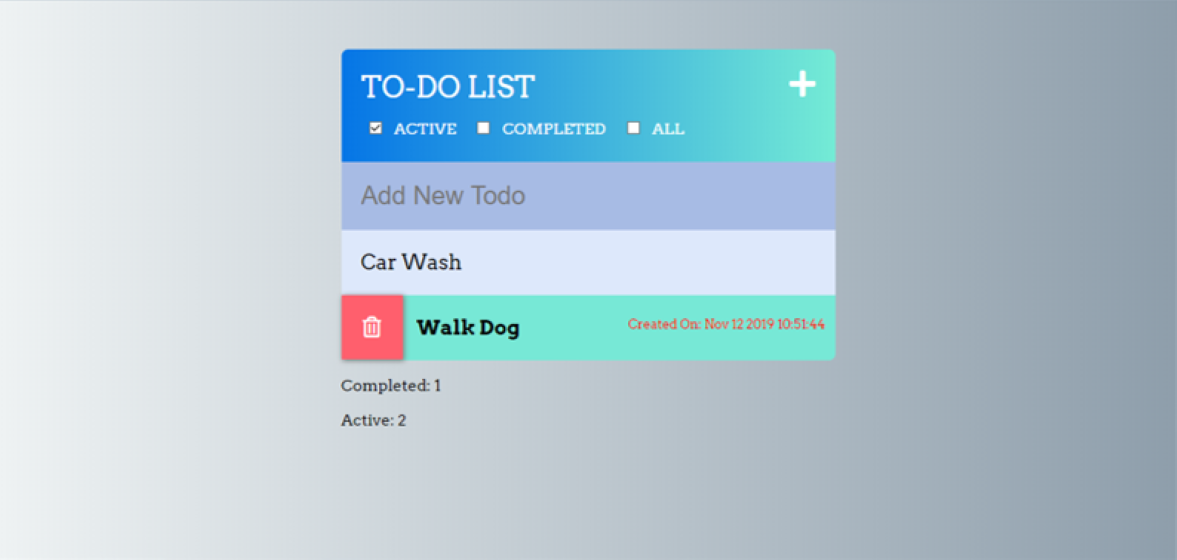 TO-DO LIST
ACTIVE COMPLETED ALL
Add New Todo
Car Wash
Walk Dog Created On: Nov 12 2019 10:51:44
Completed: 1
Active: 2